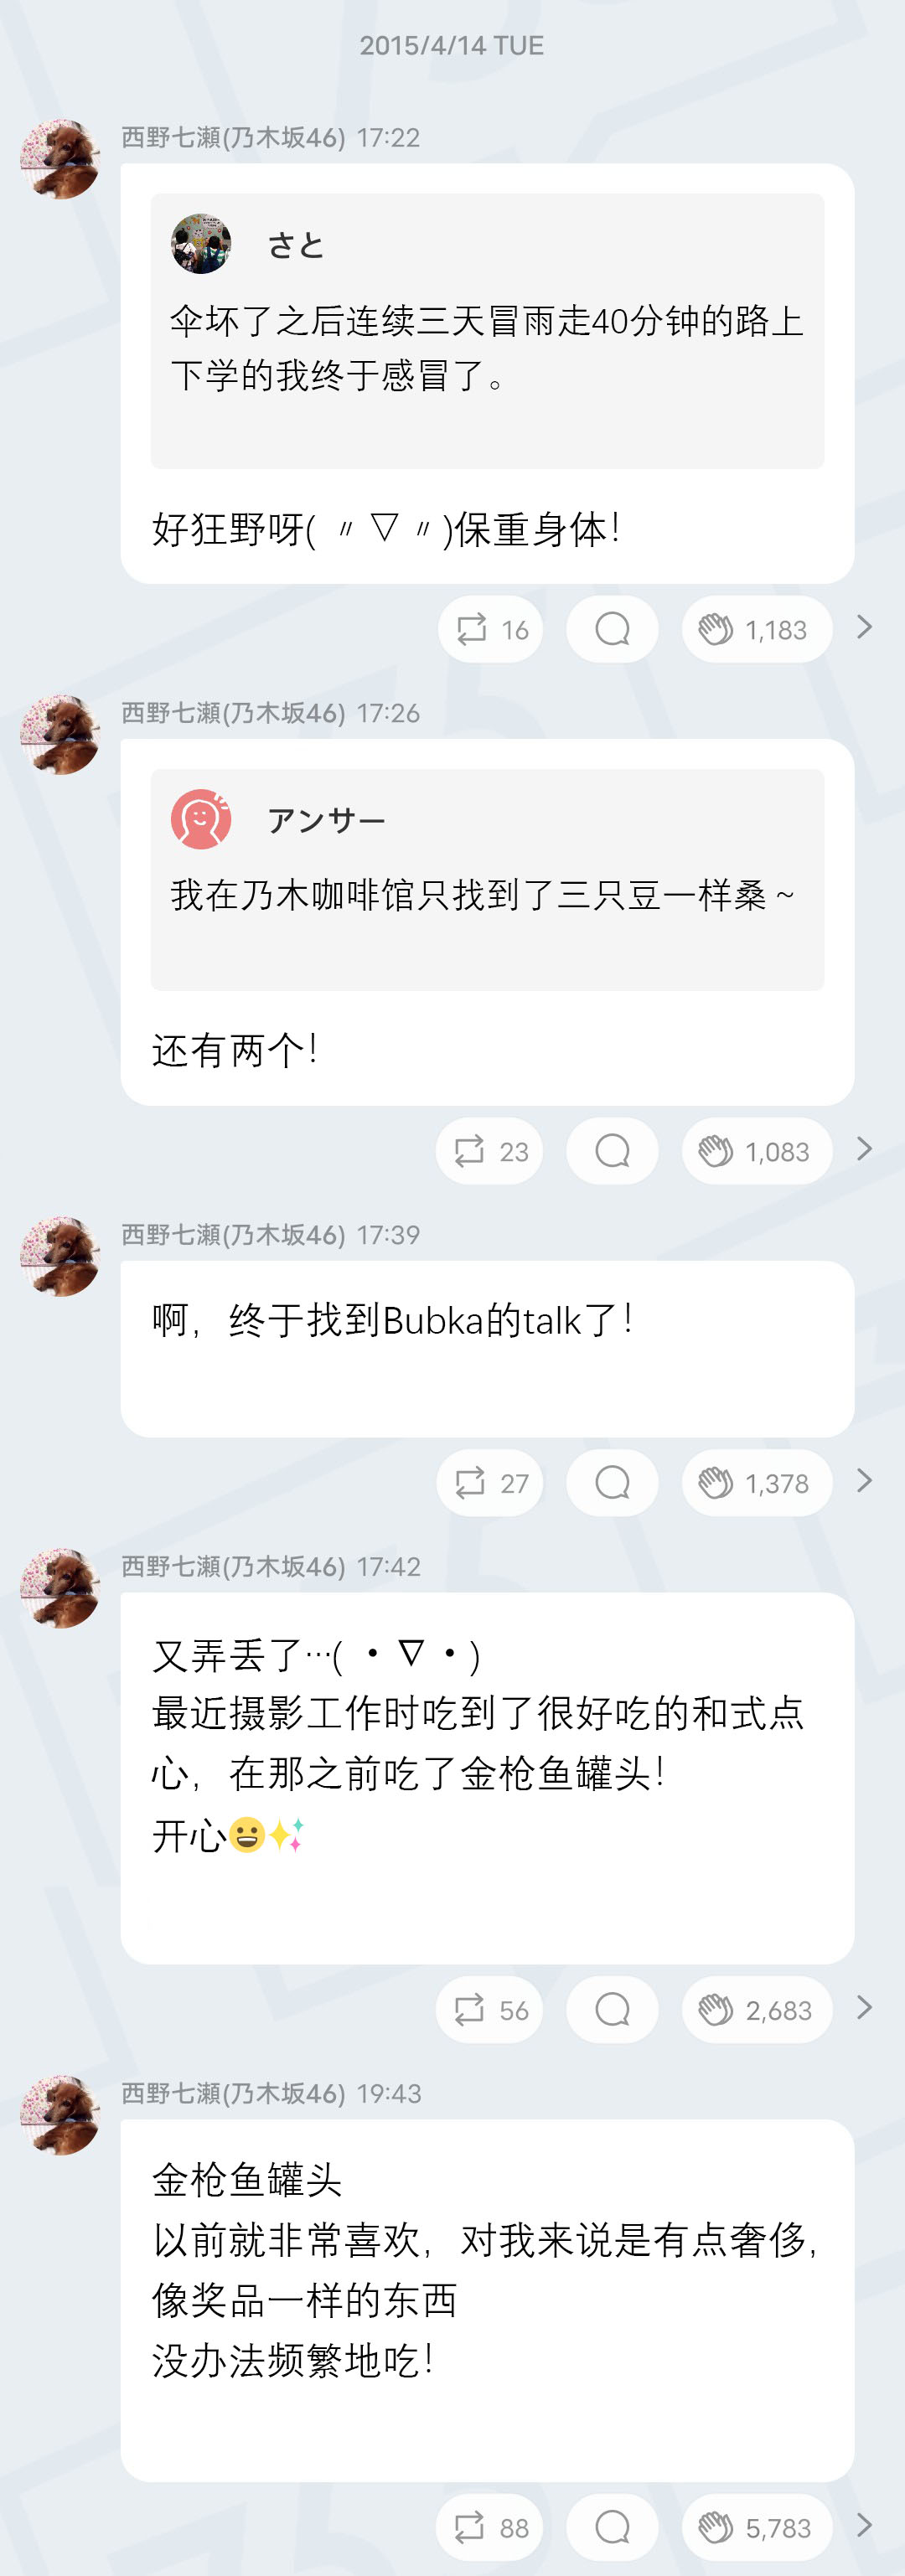 2015/4/14 TUE
西野七瀬(乃木坂46) 17:22
さと
伞坏了之后连续三天冒雨走40分钟的路上
下学的我终于感冒了。
好狂野呀( 〃▽〃)保重身体!
16
1,183
西野七瀬(乃木坂46) 17:26
アンサー
我在乃木咖啡馆只找到了三只豆一样桑~
还有两个!
23
1,083
西野七瀬(乃木坂46) 17:39
啊，终于找到Bubka的talk了!
27
1,378
西野七瀬(乃木坂46) 17:42
又弄丢了…( ・∇・)
最近摄影工作时吃到了很好吃的和式点
心，在那之前吃了金枪鱼罐头!
开心😀✨
56
2,683
西野七瀬(乃木坂46) 19:43
金枪鱼罐头
以前就非常喜欢，对我来说是有点奢侈，
像奖品一样的东西
没办法频繁地吃!
88
5,783